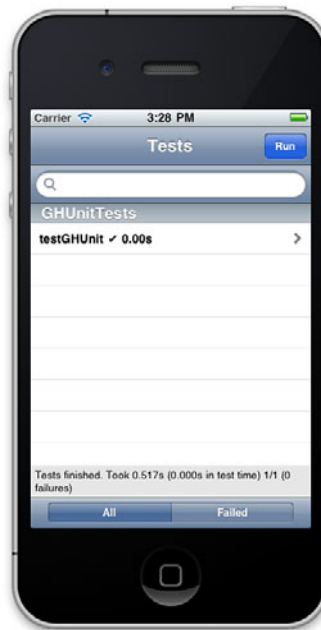 Carrier 3:28 PM
Tests
Run
GHUnitTests
testGHUnit ✔ 0.00s
Tests finished. Took 0.517s (0.000s in test time) 1/1 (0
failures)
All Failed